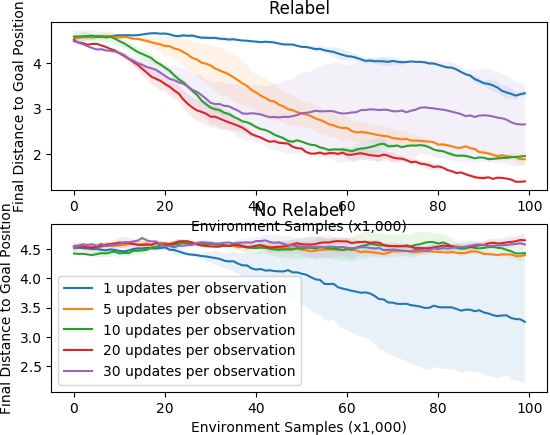 Relabel
Final Distance to Goal Position
4
3
2
0 20 40 60 80 100
Environment Samples (x1,000)
No Relabel
Final Distance to Goal Position
4.5
4.0
3.5
3.0
2.5
1 updates per observation
5 updates per observation
10 updates per observation
20 updates per observation
30 updates per observation
0 20 40 60 80 100
Environment Samples (x1,000)